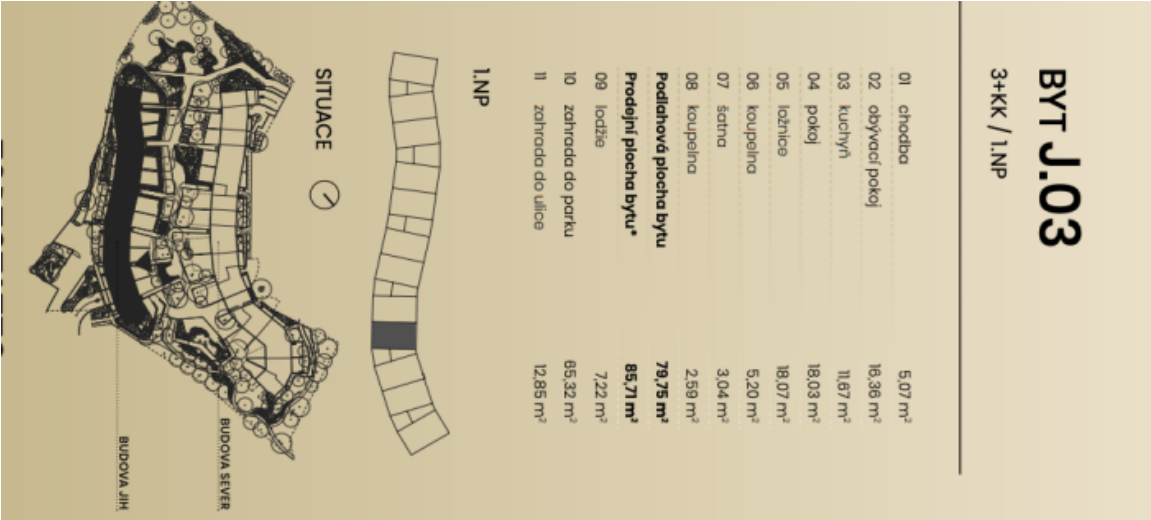 BYT J.03
3+KK / 1.NP
01 chodba 5,07 m²
02 obývací pokoj 16,36 m²
03 kuchyň 11,67 m²
04 pokoj 18,03 m²
05 ložnice 18,07 m²
06 koupelna 5,20 m²
07 šatna 3,04 m²
08 koupelna 2,59 m²
Podlahová plocha bytu 79,75 m²
Prodejní plocha bytu* 85,71 m²
09 lodžie 7,22 m²
10 zahrada do parku 65,32 m²
11 zahrada do ulice 12,85 m²
1.NP
SITUACE
BUDOVA SEVER
BUDOVA JIH